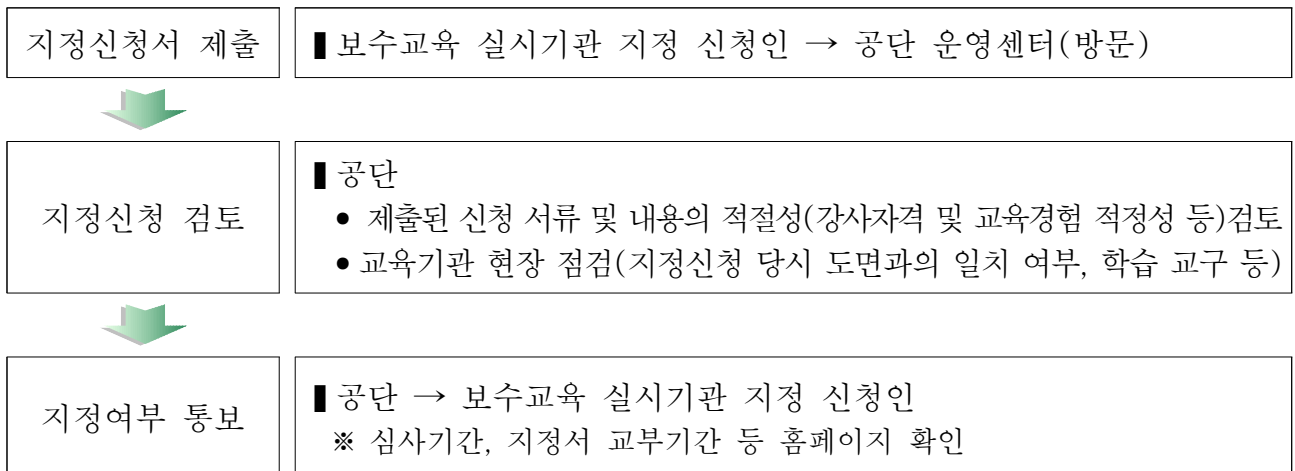 지정신청서 제출
▌보수교육 실시기관 지정 신청인 → 공단 운영센터(방문)
지정신청 검토
▌공단
• 제출된 신청 서류 및 내용의 적절성(강사자격 및 교육경험 적정성 등)검토
• 교육기관 현장 점검(지정신청 당시 도면과의 일치 여부, 학습 교구 등)
지정여부 통보
▌공단 → 보수교육 실시기관 지정 신청인
※ 심사기간, 지정서 교부기간 등 홈페이지 확인